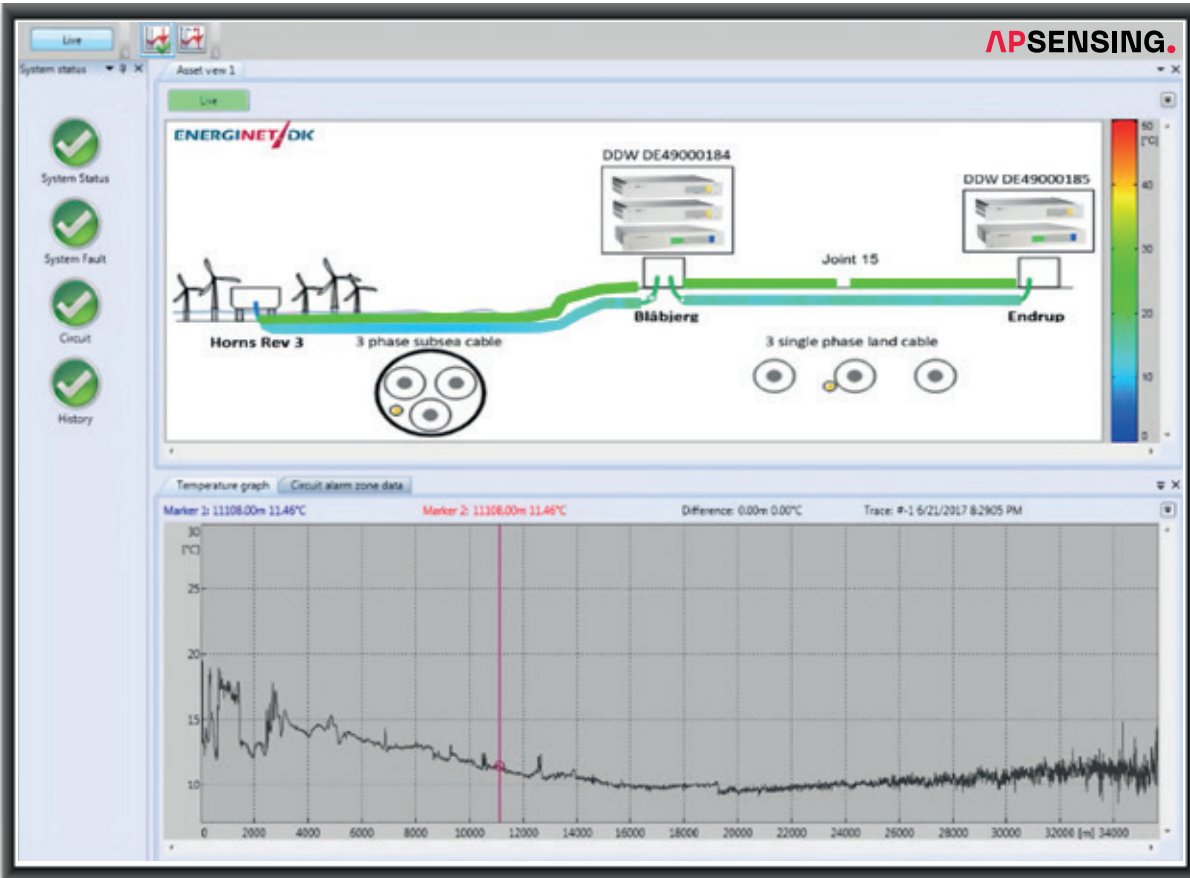 Live
APSENSING.
System status
Asset view 1
Live
ENERGINET/DK
DDW DE49000184
DDW DE49000185
50
[°C]
40
30
20
10
0
System Status
System Fault
Circuit
History
Joint 15
Horns Rev 3
Blåbjerg
Endrup
3 phase subsea cable
3 single phase land cable
Temperature graph
Circuit alarm zone data
Marker 1: 11108.00m 11.46°C
Marker 2: 11108.00m 11.46°C
Difference: 0.00m 0.00°C
Trace: #-1 6/21/2017 8:2905 PM
30
[°C]
25
20
15
10
0 2000 4000 6000 8000 10000 12000 14000 16000 18000 20000 22000 24000 26000 28000 30000 32000 [m] 34000